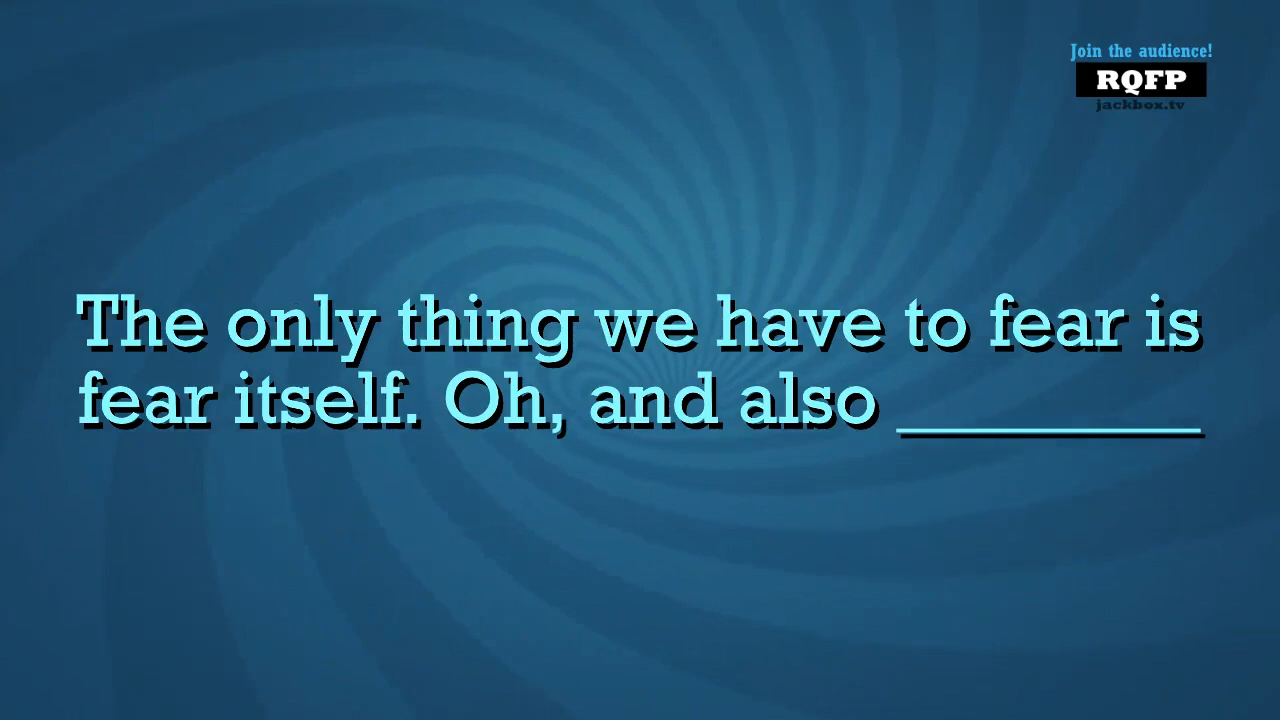 Join the audience!
RQFP
jackbox.tv
The only thing we have to fear is
fear itself. Oh, and also __________